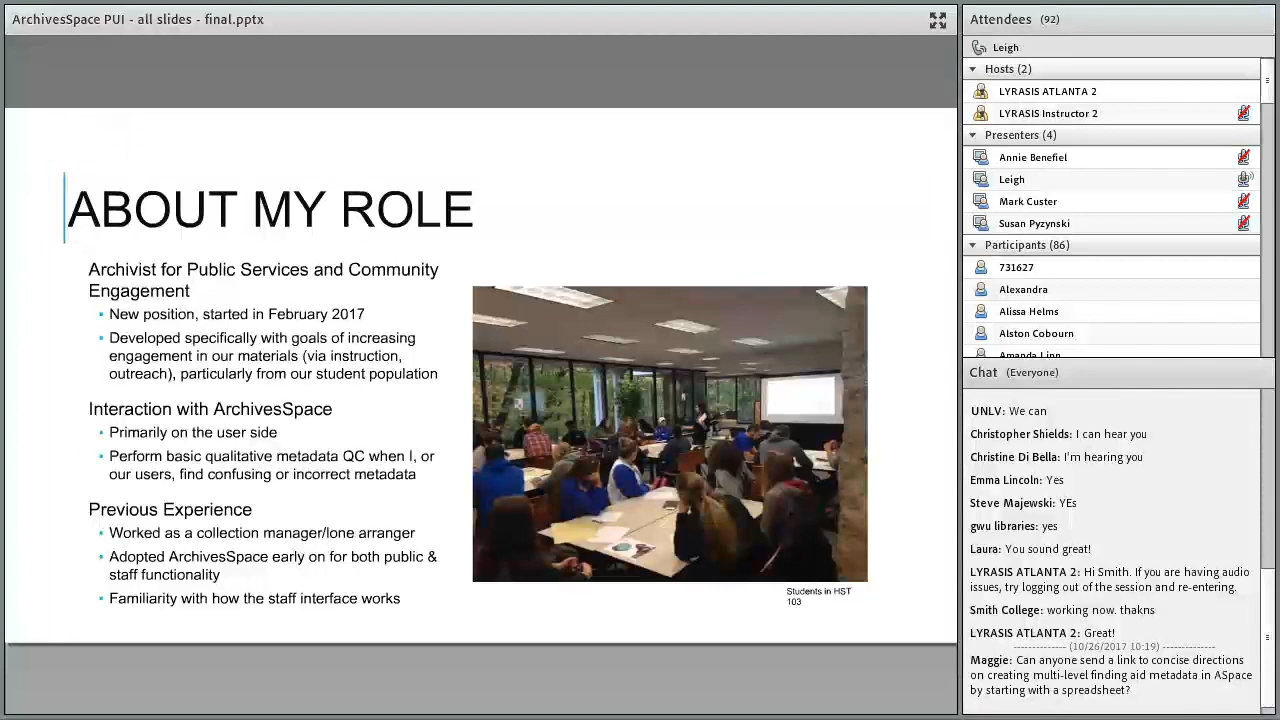 ArchivesSpace PUI - all slides - final.pptx
ABOUT MY ROLE
Archivist for Public Services and Community
Engagement
New position, started in February 2017
Developed specifically with goals of increasing
engagement in our materials (via instruction,
outreach), particularly from our student population
Interaction with ArchivesSpace
Primarily on the user side
Perform basic qualitative metadata QC when I, or
our users, find confusing or incorrect metadata
Previous Experience
Worked as a collection manager/lone arranger
Adopted ArchivesSpace early on for both public &
staff functionality
Familiarity with how the staff interface works
Students in HST
103
Attendees (92)
Leigh
Hosts (2)
LYRASIS ATLANTA 2
LYRASIS Instructor 2
Presenters (4)
Annie Benefiel
Leigh
Mark Custer
Susan Pyzynski
Participants (86)
731627
Alexandra
Alissa Helms
Alston Cobourn
Amanda Linn
Chat (Everyone)
UNLV: We can
Christopher Shields: I can hear you
Christine Di Bella: I'm hearing you
Emma Lincoln: Yes
Steve Majewski: YEs
gwu libraries: yes
Laura: You sound great!
LYRASIS ATLANTA 2: Hi Smith. If you are having audio
issues, try logging out of the session and re-entering.
Smith College: working now. thakns
LYRASIS ATLANTA 2: Great!
-------------- (10/26/2017 10:19) --------------
Maggie: Can anyone send a link to concise directions
on creating multi-level finding aid metadata in ASpace
by starting with a spreadsheet?